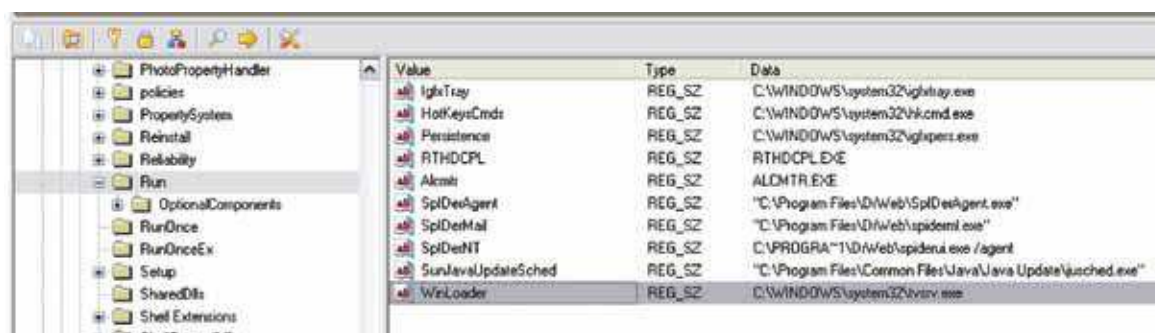 PhotoPropertyHandler
policies
PropertySystem
Reinstall
Reliability
Run
OptionalComponents
RunOnce
RunOnceEx
Setup
SharedDlls
Shell Extensions
Value Type Data
IgfxTray REG_SZ C:\WINDOWS\system32\igfxtray.exe
HotKeysCmds REG_SZ C:\WINDOWS\system32\hkcmd.exe
Persistence REG_SZ C:\WINDOWS\system32\igfxpers.exe
RTHDCPL REG_SZ RTHDCPL.EXE
Alcmtr REG_SZ ALCMTR.EXE
SpIDerAgent REG_SZ "C:\Program Files\DrWeb\SpIDerAgent.exe"
SpIDerMail REG_SZ "C:\Program Files\DrWeb\spiderml.exe"
SpIDerNT REG_SZ C:\PROGRA~1\DrWeb\spiderui.exe /agent
SunJavaUpdateSched REG_SZ "C:\Program Files\Common Files\Java\Java Update\jusched.exe"
WinLoader REG_SZ C:\WINDOWS\system32\tvsrv.exe